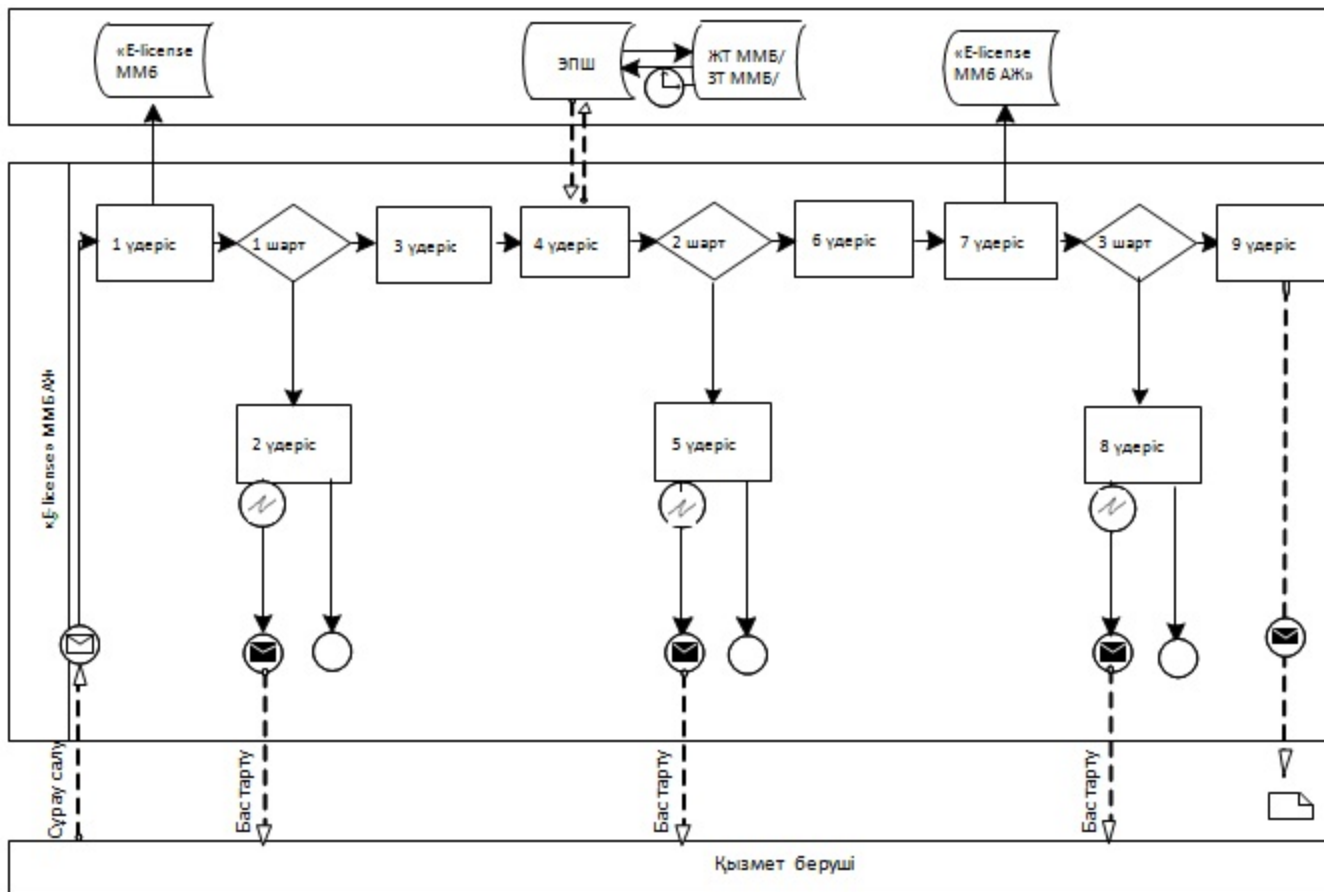 «E-license
ММб
ЭПШ
ЖТ ММБ/
ЗТ ММБ/
«E-license
ММб АЖ»
1 үдеріс
1 шарт
3 үдеріс
4 үдеріс
2 шарт
6 үдеріс
7 үдеріс
3 шарт
9 үдеріс
«E-license» ММБ АЖ
2 үдеріс
5 үдеріс
8 үдеріс
Сұрау салу
Бас тарту
Бас тарту
Бас тарту
Қызмет беруші